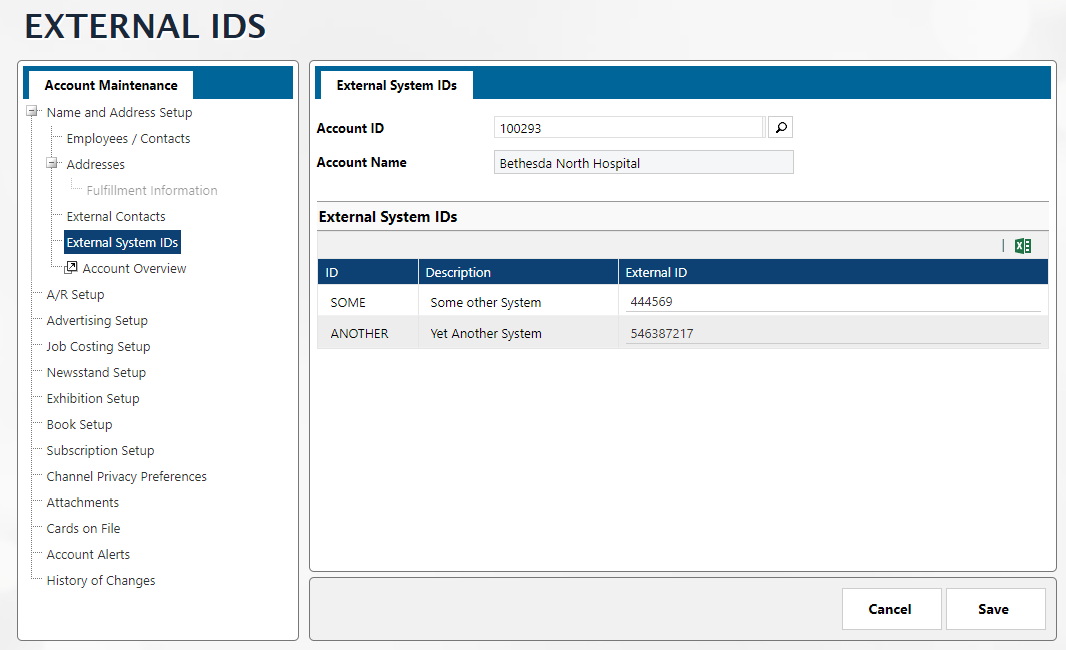 EXTERNAL IDS
Account Maintenance
Name and Address Setup
Employees / Contacts
Addresses
Fulfillment Information
External Contacts
External System IDs
Account Overview
A/R Setup
Advertising Setup
Job Costing Setup
Newsstand Setup
Exhibition Setup
Book Setup
Subscription Setup
Channel Privacy Preferences
Attachments
Cards on File
Account Alerts
History of Changes
External System IDs
Account ID 100293
Account Name Bethesda North Hospital
External System IDs
ID Description External ID
SOME Some other System 444569
ANOTHER Yet Another System 546387217
Cancel Save